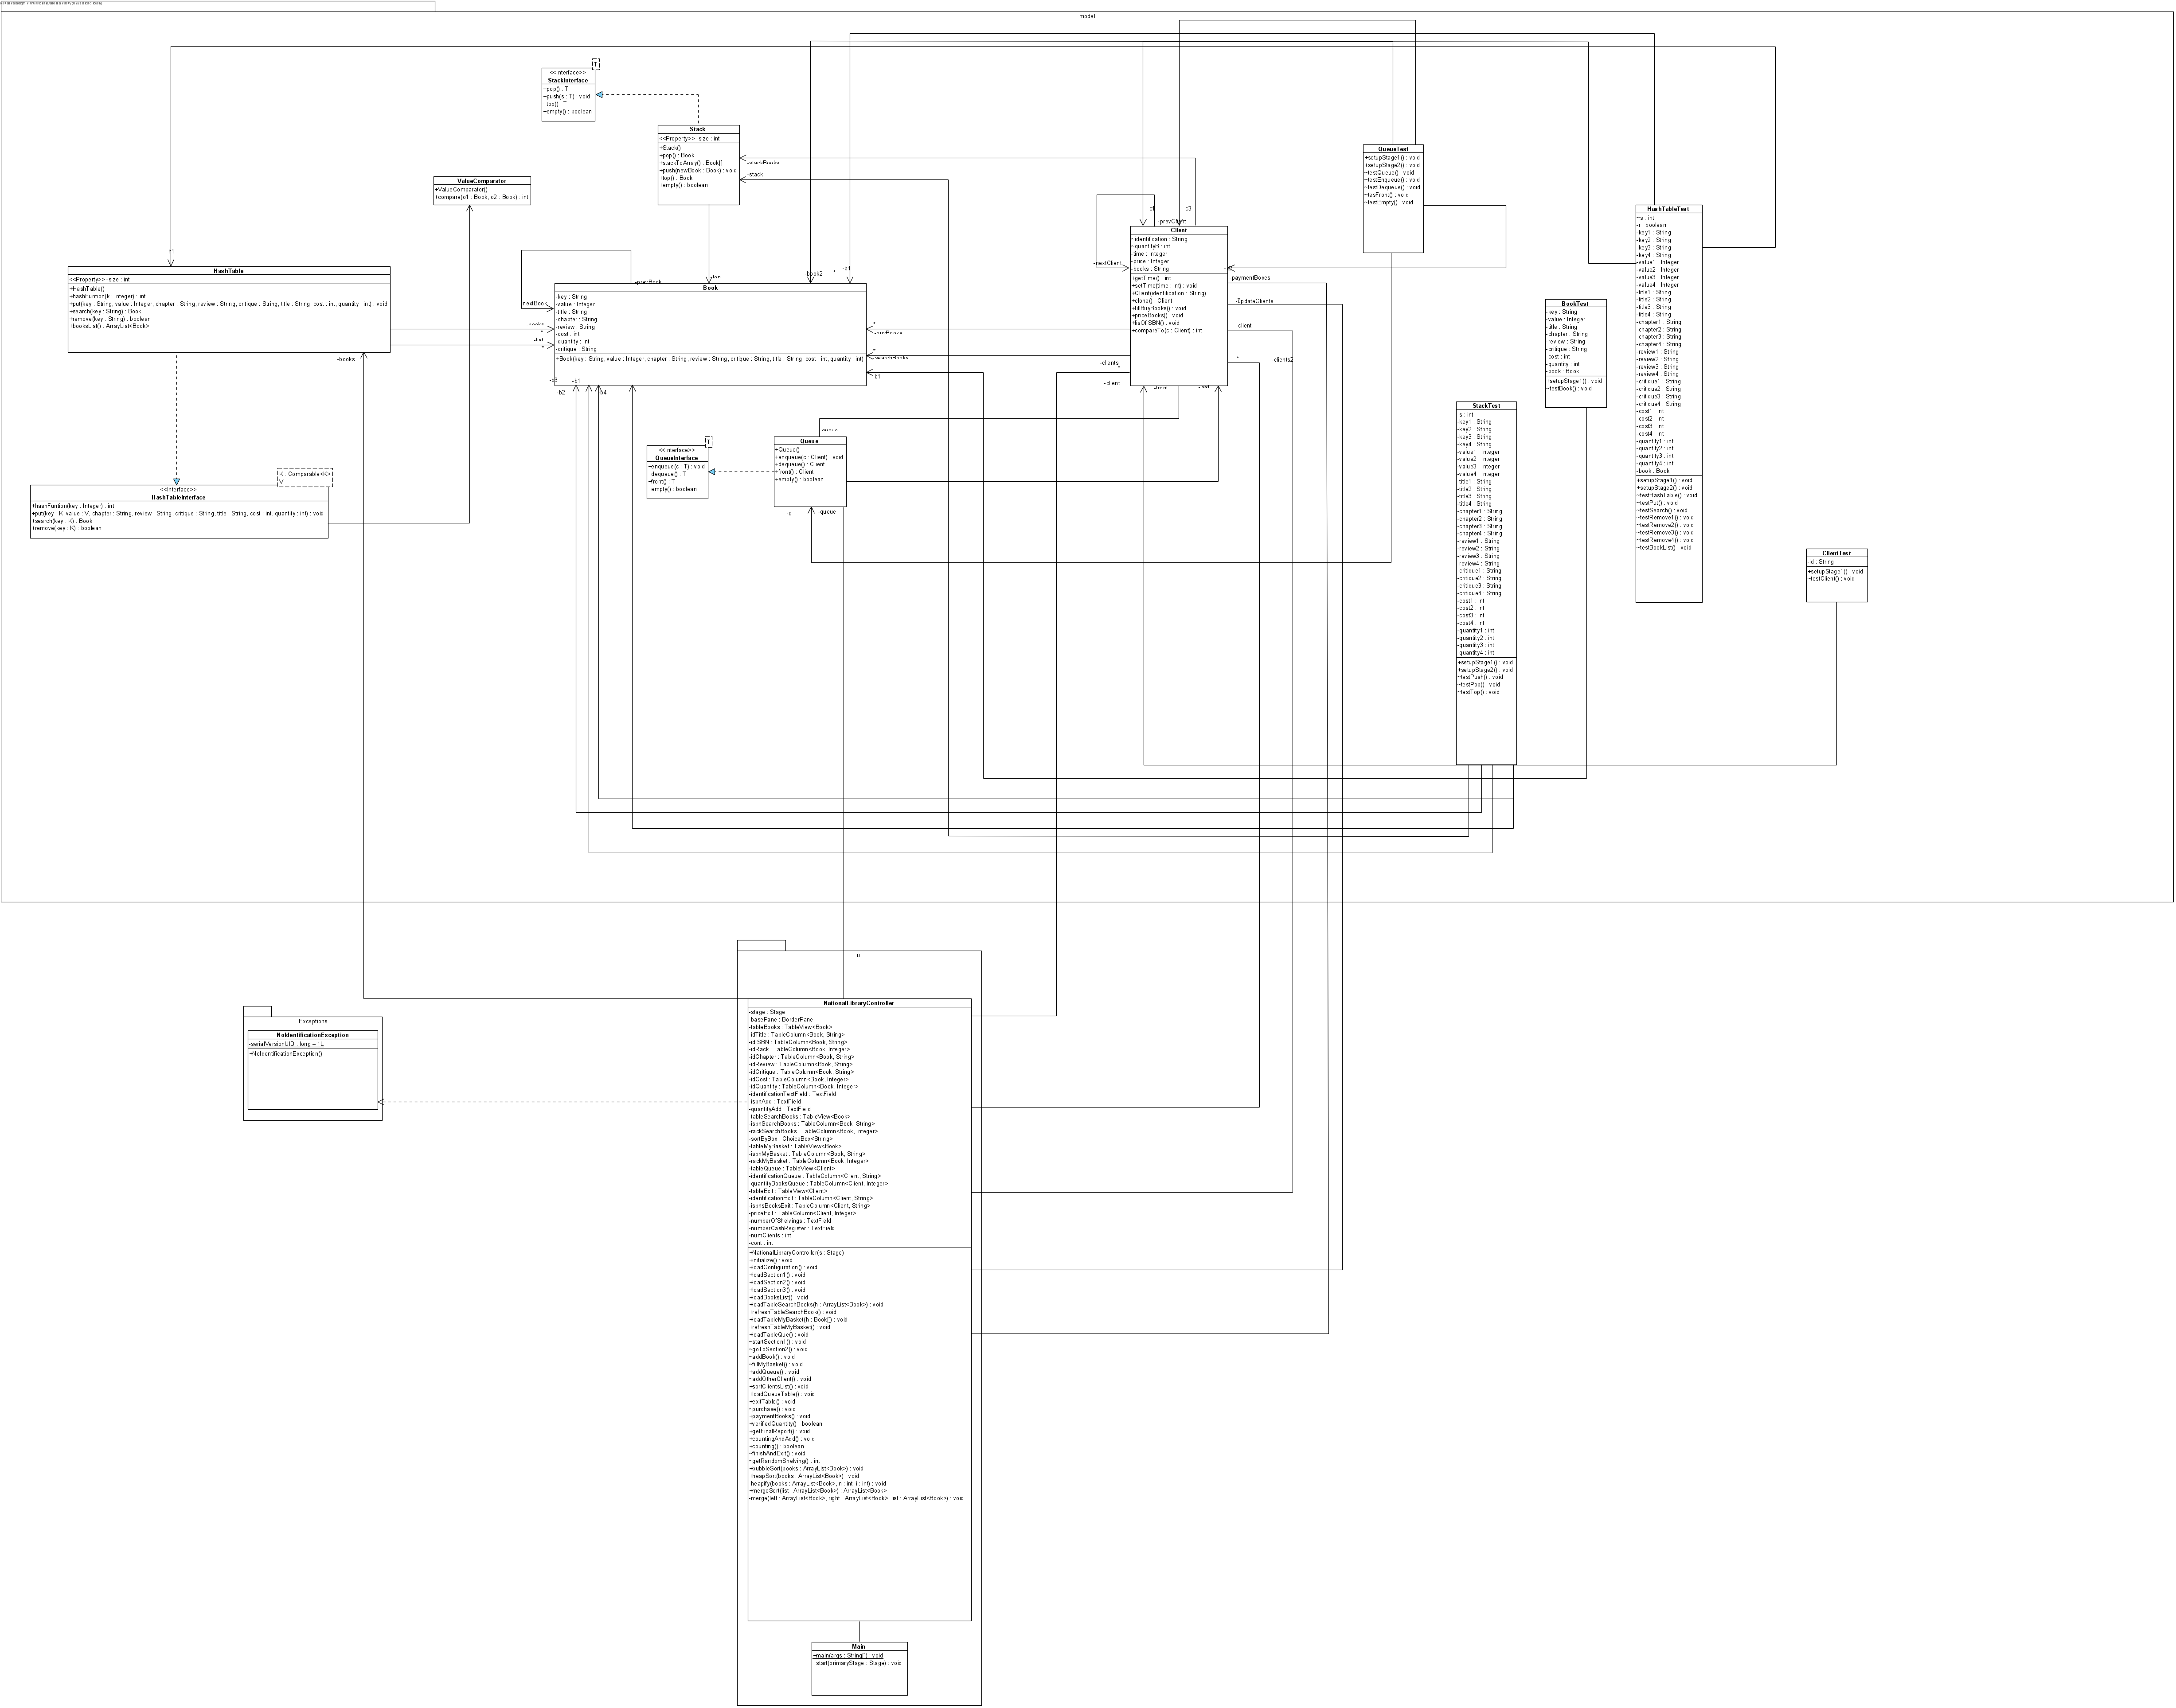 model
T
<<Interface>>
StackInterface
+pop() : T
+push(s : T) : void
+top() : T
+empty() : boolean
Stack
<<Property>> -size : int
+Stack()
+pop() : Book
+stackToArray() : Book[]
+push(newBook : Book) : void
+top() : Book
+empty() : boolean
-stackBooks
-stack
ValueComparator
+ValueComparator()
+compare(o1 : Book, o2 : Book) : int
HashTable
<<Property>> -size : int
+HashTable()
+hashFuntion(k : Integer) : int
+put(key : String, value : Integer, chapter : String, review : String, critique : String, title : String, cost : int, quantity : int) : void
+search(key : String) : Book
+remove(key : String) : boolean
+booksList() : ArrayList<Book>
-books
K : Comparable<K>
V
<<Interface>>
HashTableInterface
+hashFuntion(key : Integer) : int
+put(key : K, value : V, chapter : String, review : String, critique : String, title : String, cost : int, quantity : int) : void
+search(key : K) : Book
+remove(key : K) : boolean
-prevBook
-nextBook
-book2
*
-b1
Book
-key : String
-value : Integer
-title : String
-chapter : String
-review : String
-cost : int
-quantity : int
-critique : String
+Book(key : String, value : Integer, chapter : String, review : String, critique : String, title : String, cost : int, quantity : int)
-b3
-b2
-b1
-b4
b1
T
<<Interface>>
QueueInterface
+enqueue(c : T) : void
+dequeue() : T
+front() : T
+empty() : boolean
Queue
+Queue()
+enqueue(c : Client) : void
+dequeue() : Client
+front() : Client
+empty() : boolean
-q
-queue
-c1
-c3
-nextClient
Client
~identification : String
~quantityB : int
-time : Integer
-price : Integer
-books : String
+getTime() : int
+setTime(time : int) : void
+Client(identification : String)
+clone() : Client
+fillBuyBooks() : void
+priceBooks() : void
+lisOfISBN() : void
+compareTo(c : Client) : int
-paymentBoxes
-updateClients
-client
*
-clients2
-clients
*
-client
QueueTest
+setupStage1() : void
+setupStage2() : void
~testQueue() : void
~testEnqueue() : void
~testDequeue() : void
~tesFront() : void
~testEmpty() : void
HashTableTest
~s : int
-r : boolean
-key1 : String
-key2 : String
-key3 : String
-key4 : String
-value1 : Integer
-value2 : Integer
-value3 : Integer
-value4 : Integer
-title1 : String
-title2 : String
-title3 : String
-title4 : String
-chapter1 : String
-chapter2 : String
-chapter3 : String
-chapter4 : String
-review1 : String
-review2 : String
-review3 : String
-review4 : String
-critique1 : String
-critique2 : String
-critique3 : String
-critique4 : String
-cost1 : int
-cost2 : int
-cost3 : int
-cost4 : int
-quantity1 : int
-quantity2 : int
-quantity3 : int
-quantity4 : int
-book : Book
+setupStage1() : void
+setupStage2() : void
~testHashTable() : void
~testPut() : void
~testSearch() : void
~testRemove1() : void
~testRemove2() : void
~testRemove3() : void
~testRemove4() : void
~testBookList() : void
BookTest
-key : String
-value : Integer
-title : String
-chapter : String
-review : String
-critique : String
-cost : int
-quantity : int
-book : Book
+setupStage1() : void
~testBook() : void
StackTest
-s : int
-key1 : String
-key2 : String
-key3 : String
-key4 : String
-value1 : Integer
-value2 : Integer
-value3 : Integer
-value4 : Integer
-title1 : String
-title2 : String
-title3 : String
-title4 : String
-chapter1 : String
-chapter2 : String
-chapter3 : String
-chapter4 : String
-review1 : String
-review2 : String
-review3 : String
-review4 : String
-critique1 : String
-critique2 : String
-critique3 : String
-critique4 : String
-cost1 : int
-cost2 : int
-cost3 : int
-cost4 : int
-quantity1 : int
-quantity2 : int
-quantity3 : int
-quantity4 : int
+setupStage1() : void
+setupStage2() : void
~testPush() : void
~testPop() : void
~testTop() : void
ClientTest
-id : String
+setupStage1() : void
~testClient() : void
Exceptions
NoIdentificationException
-serialVersionUID : long = 1L
+NoIdentificationException()
ui
NationalLibraryController
-stage : Stage
-basePane : BorderPane
-tableBooks : TableView<Book>
-idTitle : TableColumn<Book, String>
-idISBN : TableColumn<Book, String>
-idRack : TableColumn<Book, Integer>
-idChapter : TableColumn<Book, String>
-idReview : TableColumn<Book, String>
-idCritique : TableColumn<Book, String>
-idCost : TableColumn<Book, Integer>
-idQuantity : TableColumn<Book, Integer>
-identificationTextField : TextField
-isbnAdd : TextField
-quantityAdd : TextField
-tableSearchBooks : TableView<Book>
-isbnSearchBooks : TableColumn<Book, String>
-rackSearchBooks : TableColumn<Book, Integer>
-sortByBox : ChoiceBox<String>
-tableMyBasket : TableView<Book>
-isbnMyBasket : TableColumn<Book, String>
-rackMyBasket : TableColumn<Book, Integer>
-tableQueue : TableView<Client>
-identificationQueue : TableColumn<Client, String>
-quantityBooksQueue : TableColumn<Client, Integer>
-tableExit : TableView<Client>
-identificationExit : TableColumn<Client, String>
-isbnsBooksExit : TableColumn<Client, String>
-priceExit : TableColumn<Client, Integer>
-numberOfShelvings : TextField
-numberCashRegister : TextField
-numClients : int
-cont : int
+NationalLibraryController(s : Stage)
+initialize() : void
+loadConfiguration() : void
+loadSection1() : void
+loadSection2() : void
+loadSection3() : void
+loadBooksList() : void
+loadTableSearchBooks(h : ArrayList<Book>) : void
+refreshTableSearchBook() : void
+loadTableMyBasket(h : Book[]) : void
+refreshTableMyBasket() : void
+loadTableQue() : void
~startSection1() : void
~goToSection2() : void
~addBook() : void
~fillMyBasket() : void
+addQueue() : void
~addOtherClient() : void
+sortClientsList() : void
+loadQueueTable() : void
+exitTable() : void
~purchase() : void
+paymentBooks() : void
+verifiedQuantity() : boolean
+getFinalReport() : void
+countingAndAdd() : void
+counting() : boolean
~finishAndExit() : void
~getRandomShelving() : int
+bubbleSort(books : ArrayList<Book>) : void
+heapSort(books : ArrayList<Book>) : void
-heapify(books : ArrayList<Book>, n : int, i : int) : void
+mergeSort(list : ArrayList<Book>) : ArrayList<Book>
-merge(left : ArrayList<Book>, right : ArrayList<Book>, list : ArrayList<Book>) : void
Main
+main(args : String[]) : void
+start(primaryStage : Stage) : void